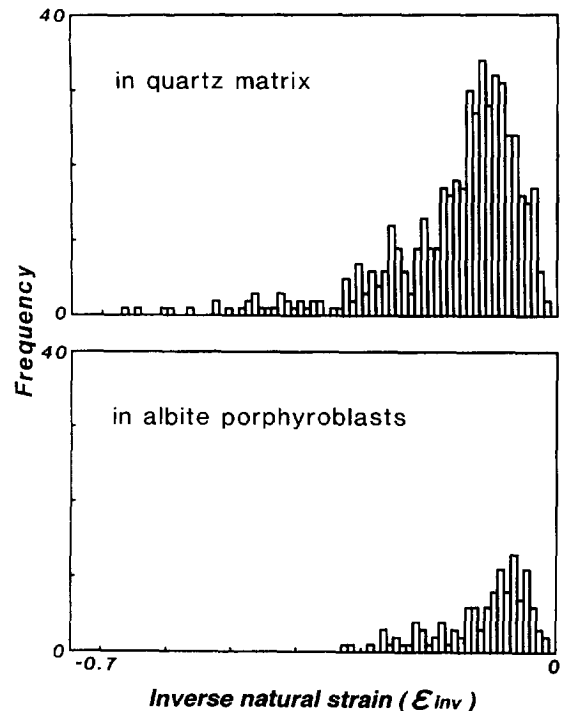 40
in quartz matrix
0
Frequency
40
in albite porphyroblasts
0
-0.7 0
Inverse natural strain (εInv)